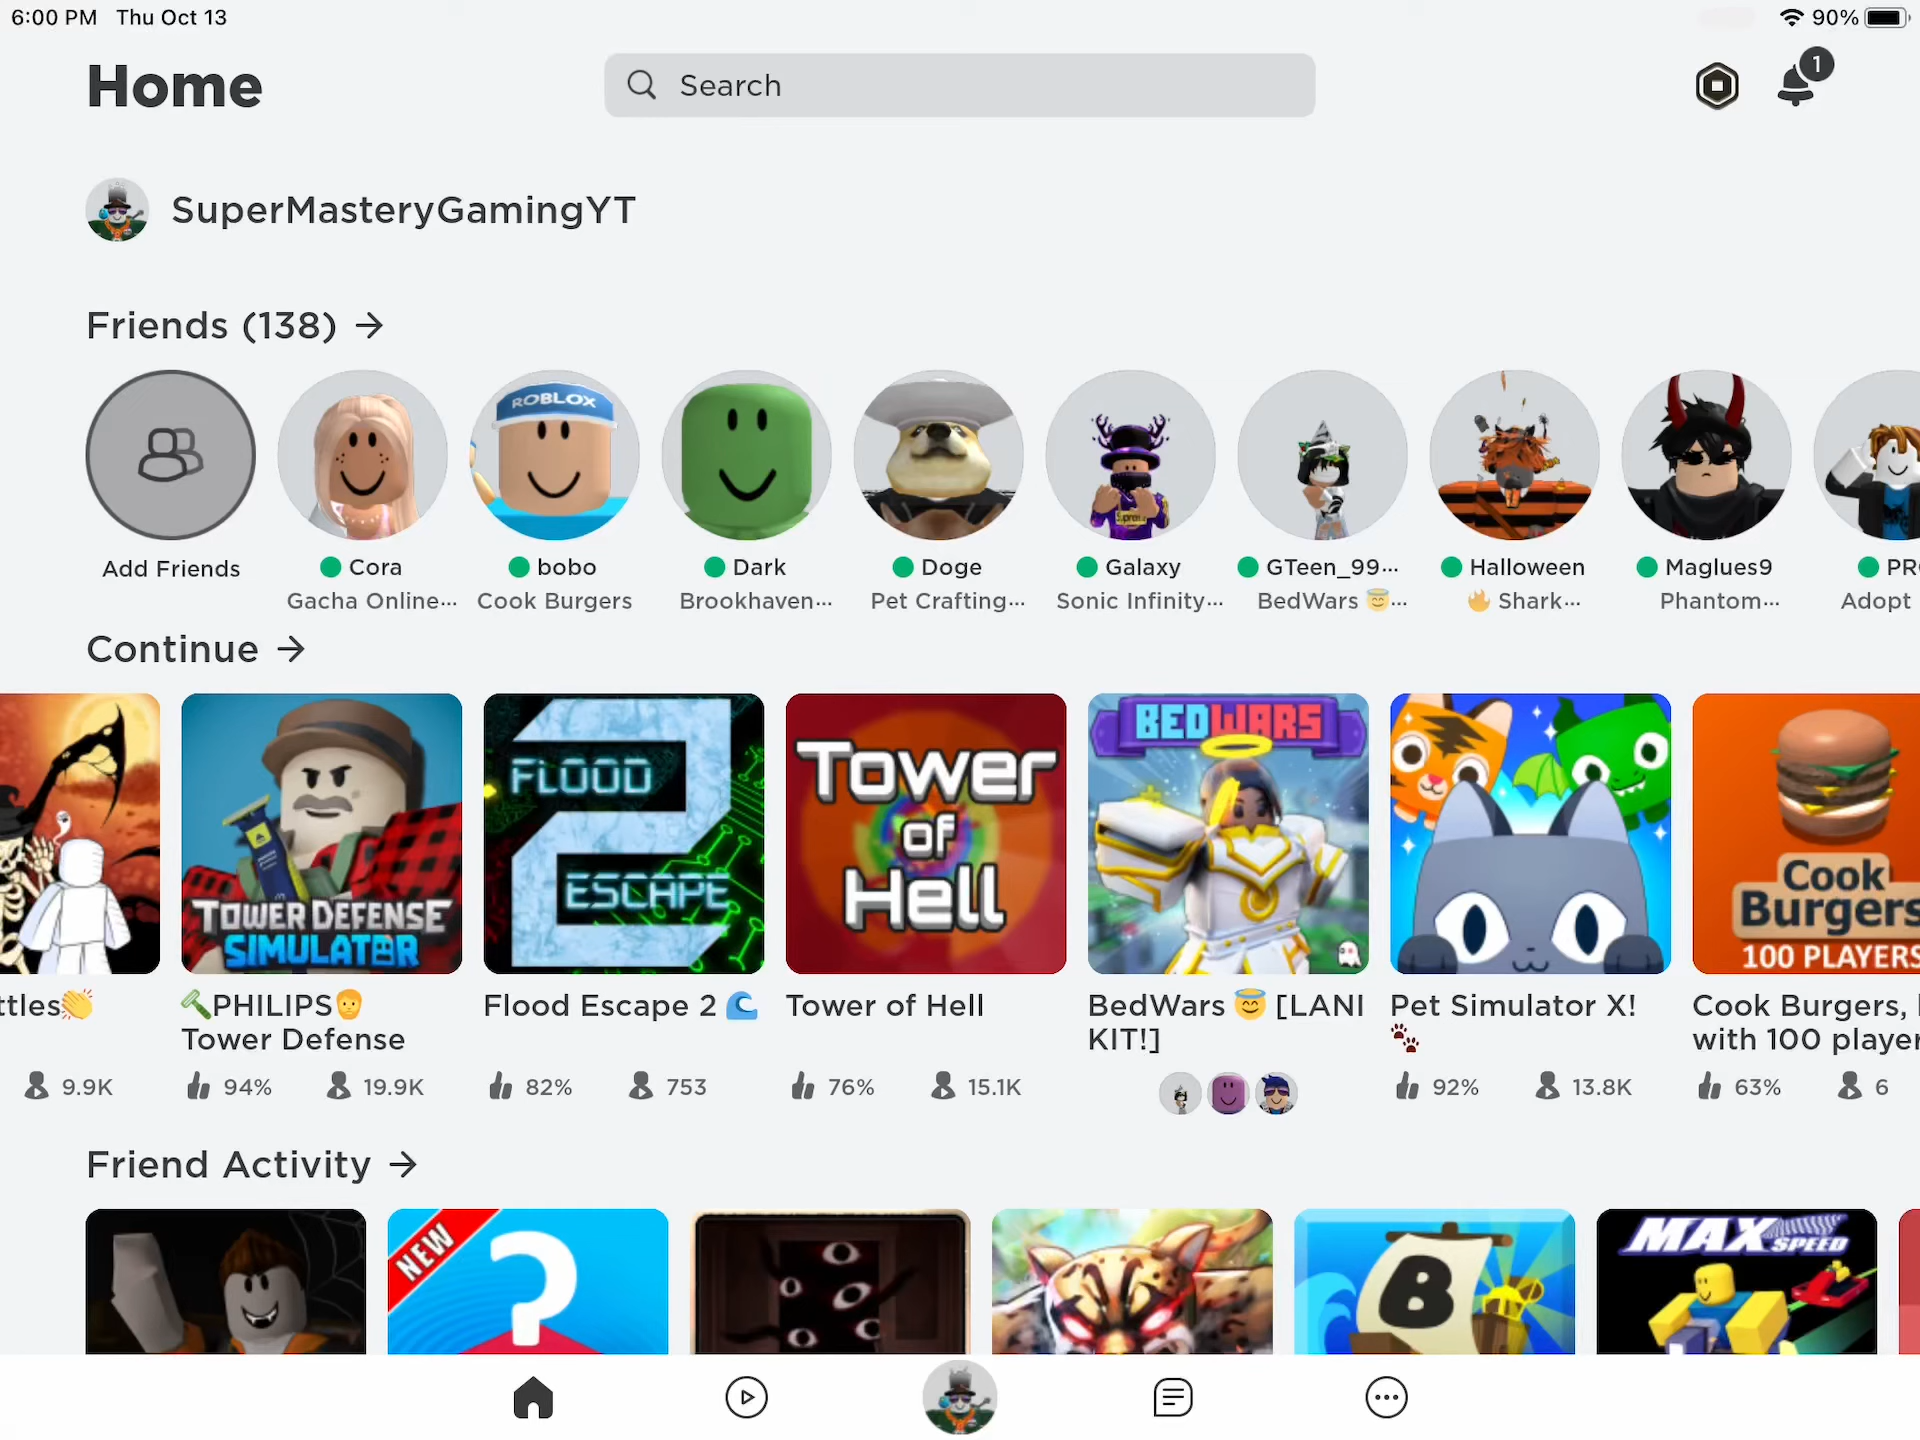 6:00 PM Thu Oct 13
90%
Home
Search
1
SuperMasteryGamingYT
Friends (138) →
ROBLOX
Add Friends
Cora
bobo
Dark
Doge
Galaxy
GTeen_99...
Halloween
Maglues9
PR
Gacha Online...
Cook Burgers
Brookhaven...
Pet Crafting...
Sonic Infinity...
BedWars 😇...
🔥 Shark...
Phantom...
Adopt
Continue →
TOWER DEFENSE
SIMULATOR
FLOOD
2
ESCAPE
Tower
of
Hell
BEDWARS
Cook
Burgers
100 PLAYERS
ttles👏
🪒PHILIPS👨
Tower Defense
Flood Escape 2 🌊
Tower of Hell
BedWars 😇 [LANI
KIT!]
Pet Simulator X!
🐾
Cook Burgers,
with 100 player
9.9K
94%
19.9K
82%
753
76%
15.1K
92%
13.8K
63%
6
Friend Activity →
NEW
?
B
MAX
SPEED